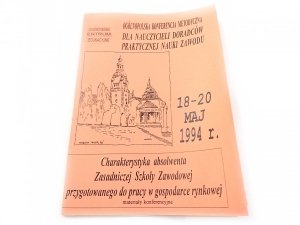 OGÓLNOPOLSKA KONFERENCJA METODYCZNA
DLA NAUCZYCIELI DORADCÓW
PRAKTYCZNEJ NAUKI ZAWODU
18-20
MAJ
1994 r.
Charakterystyka absolwenta
Zasadniczej Szkoły Zawodowej
przygotowanego do pracy w gospodarce rynkowej
materiały konferencyjne